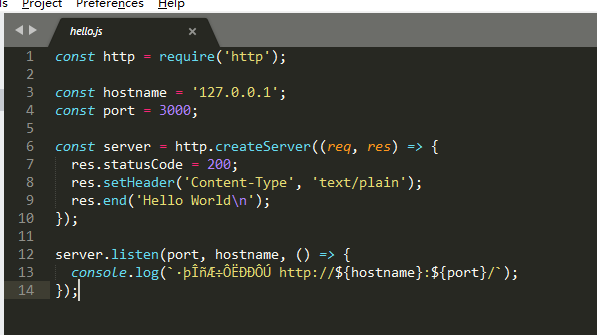 Project Preferences Help
hello.js ×
1 const http = require('http');
2
3 const hostname = '127.0.0.1';
4 const port = 3000;
5
6 const server = http.createServer((req, res) => {
7 res.statusCode = 200;
8 res.setHeader('Content-Type', 'text/plain');
9 res.end('Hello World\n');
10 });
11
12 server.listen(port, hostname, () => {
13 console.log(`·þÎñÆ÷ÔËÐÐÔÚ http://${hostname}:${port}/`);
14 });